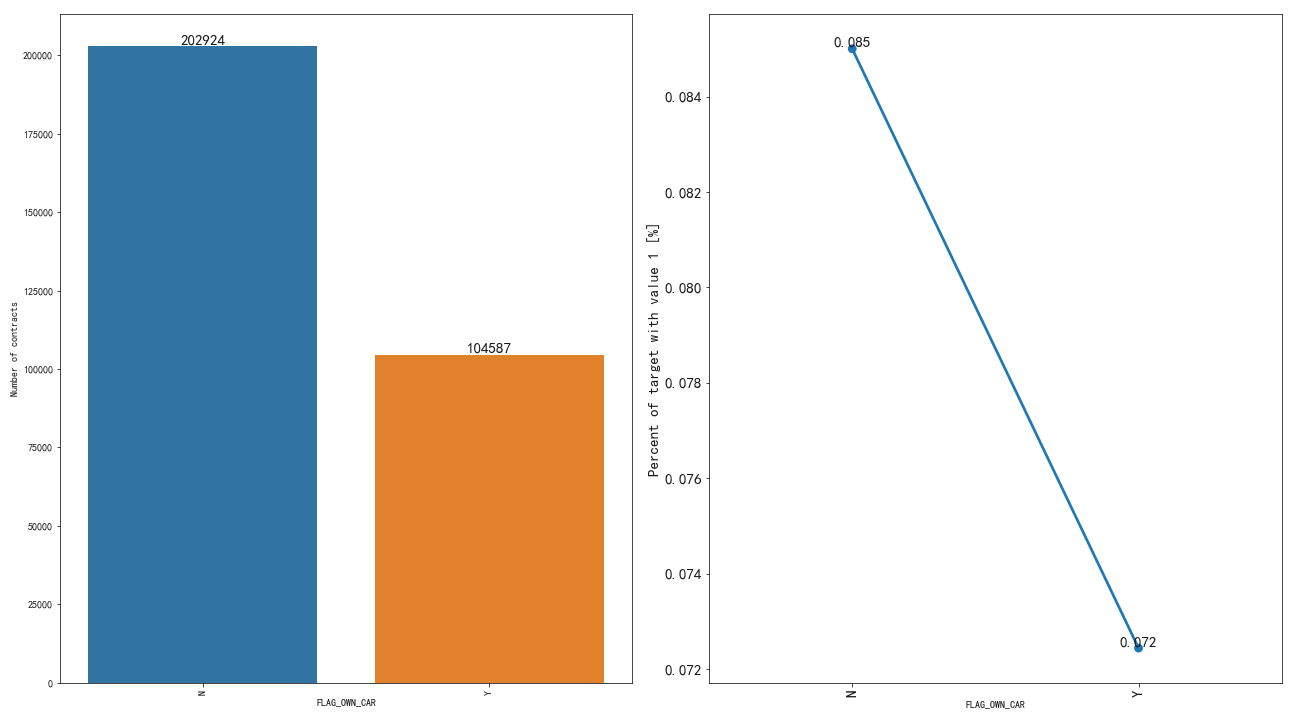 202924
104587
200000
175000
150000
125000
100000
75000
50000
25000
0
Number of contracts
N
Y
FLAG_OWN_CAR
0.085
0.072
0.084
0.082
0.080
0.078
0.076
0.074
0.072
Percent of target with value 1 [%]
N
Y
FLAG_OWN_CAR